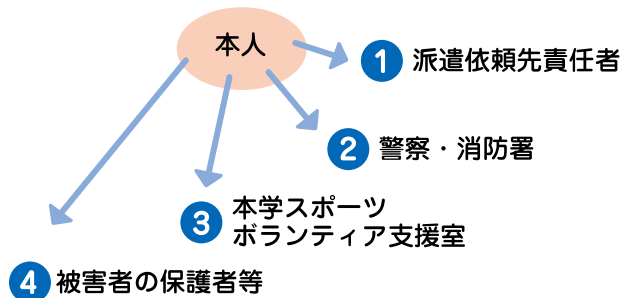 本人
1 派遣依頼先責任者
2 警察・消防署
3 本学スポーツ
ボランティア支援室
4 被害者の保護者等